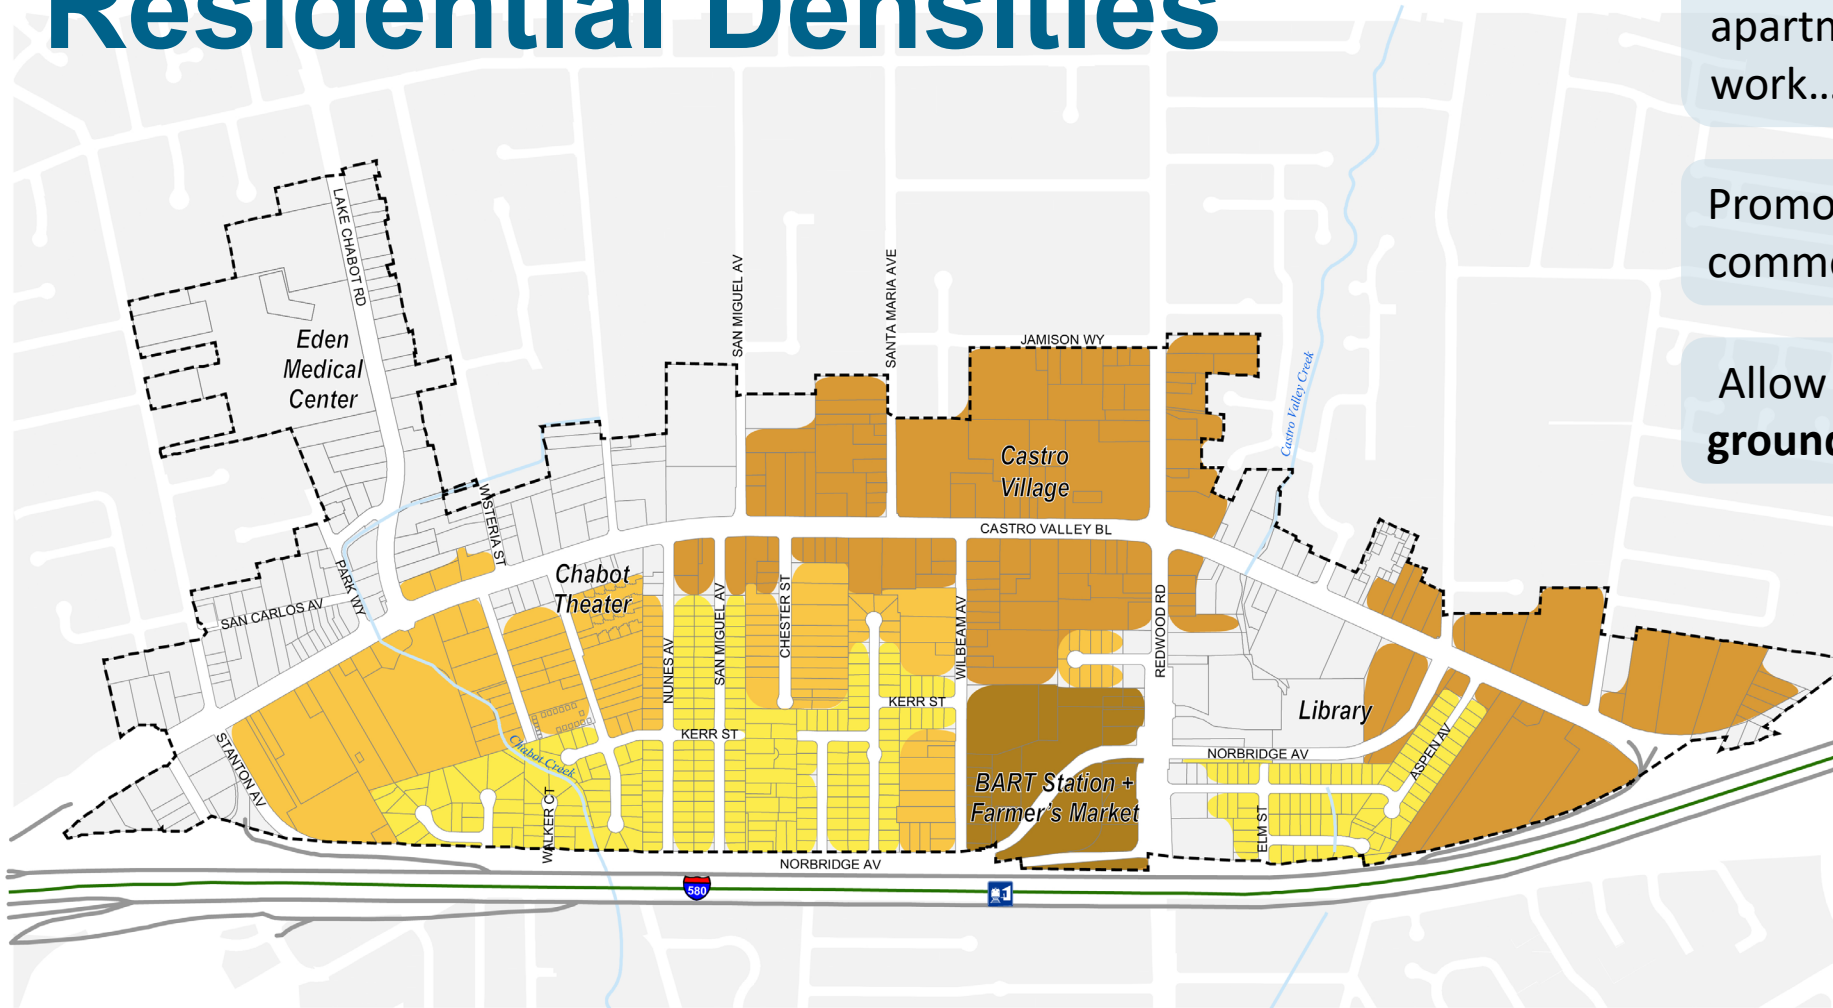 Residential Densities
apartm
work...
Promo
comme
Allow
ground
LAKE CHABOT RD
Eden
Medical
Center
SAN MIGUEL AV
SANTA MARIA AVE
JAMISON WY
Castro Valley Creek
Castro
Village
CASTRO VALLEY BL
WISTERIA ST
PARK WY
SAN CARLOS AV
Chabot
Theater
NUNES AV
SAN MIGUEL AV
CHESTER ST
WILBEAM AV
REDWOOD RD
KERR ST
KERR ST
Library
NORBRIDGE AV
ASPEN AV
STANTON AV
Chabot Creek
WALKER CT
BART Station +
Farmer's Market
ELM ST
NORBRIDGE AV
580